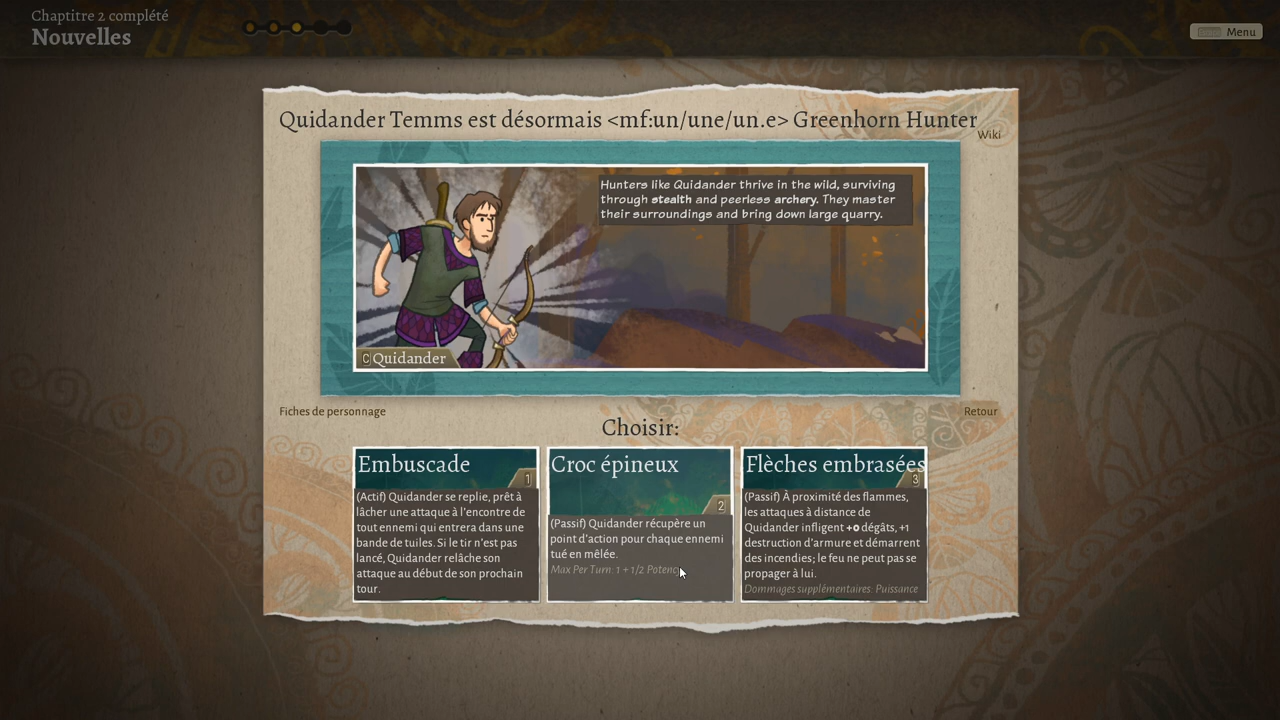 Chaptitre 2 complété
Nouvelles
Menu
Quidander Temms est désormais <mf:un/une/un.e> Greenhorn Hunter
Wiki
Hunters like Quidander thrive in the wild, surviving
through stealth and peerless archery. They master
their surroundings and bring down large quarry.
C Quidander
Fiches de personnage
Retour
Choisir:
Embuscade
1
(Actif) Quidander se replie, prêt à
lâcher une attaque à l'encontre de
tout ennemi qui entrera dans une
bande de tuiles. Si le tir n'est pas
lancé, Quidander relâche son
attaque au début de son prochain
tour.
Croc épineux
2
(Passif) Quidander récupère un
point d'action pour chaque ennemi
tué en mêlée.
Max Per Turn: 1 + 1/2 Potency
Flèches embrasées
3
(Passif) À proximité des flammes,
les attaques à distance de
Quidander infligent +0 dégâts, +1
destruction d'armure et démarrent
des incendies; le feu ne peut pas se
propager à lui.
Dommages supplémentaires: Puissance